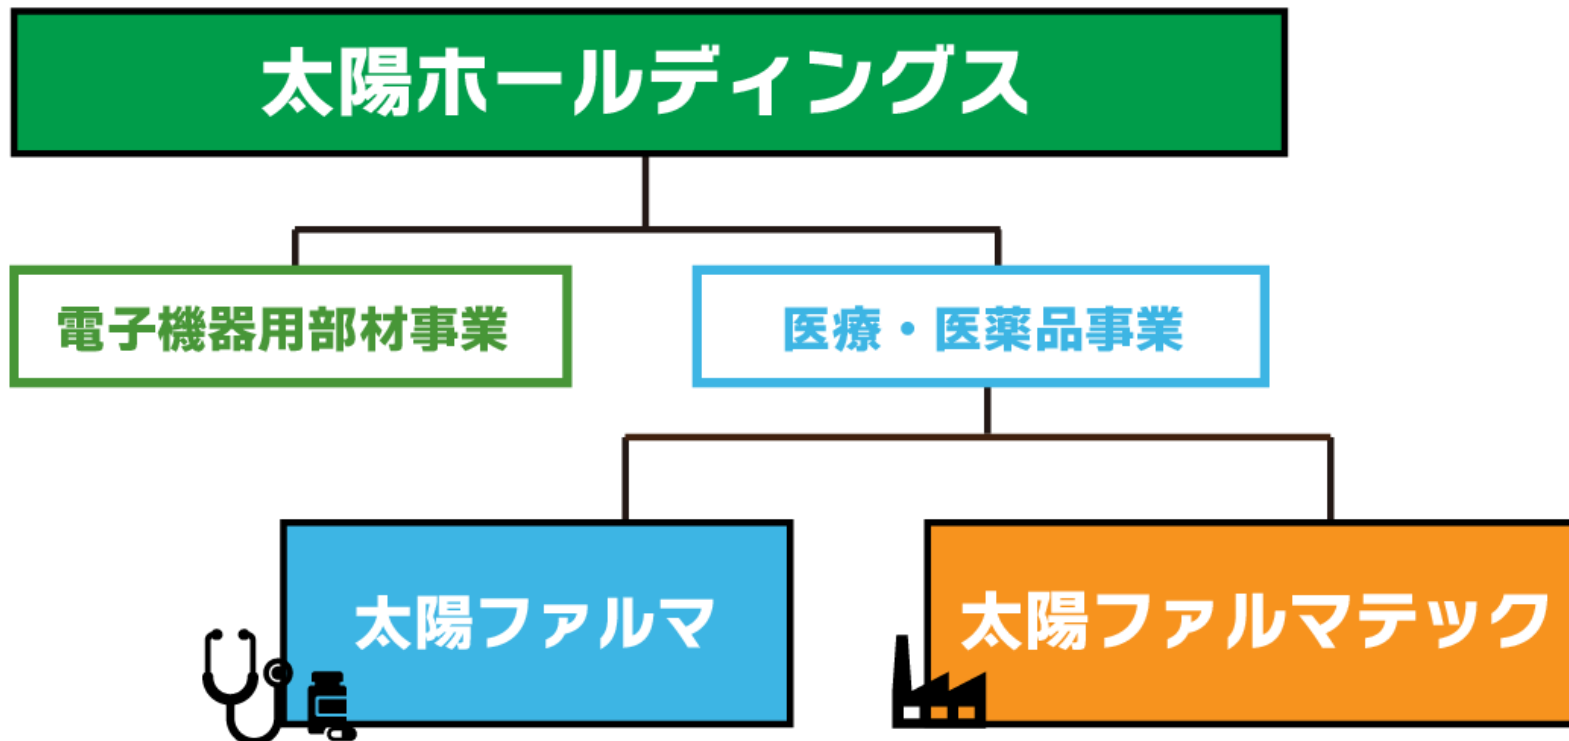 太陽ホールディングス
電子機器用部材事業
医療・医薬品事業
太陽ファルマ
太陽ファルマテック